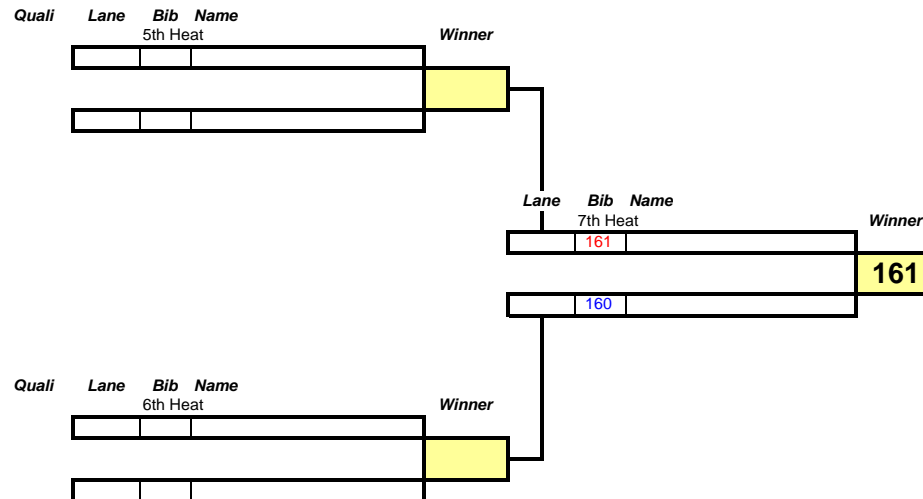 Quali Lane Bib Name
5th Heat Winner
Lane Bib Name
7th Heat Winner
161
161
160
Quali Lane Bib Name
6th Heat Winner